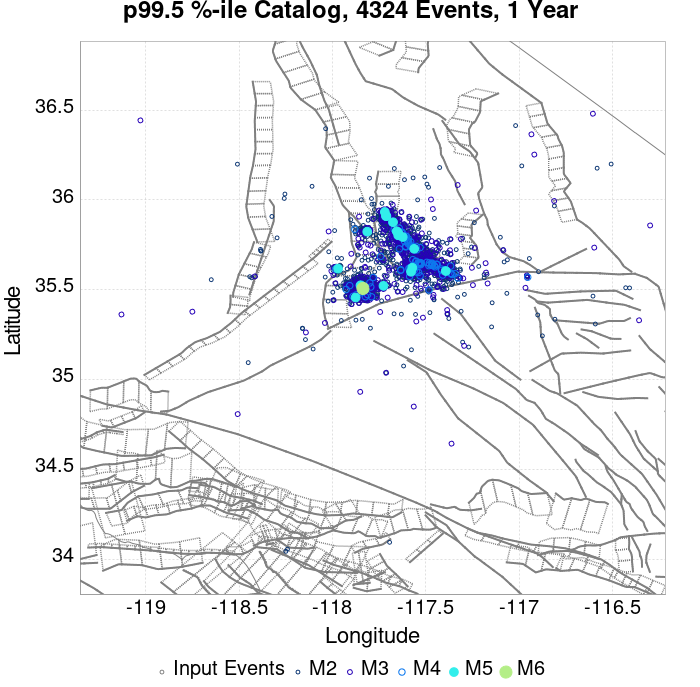 p99.5 %-ile Catalog, 4324 Events, 1 Year
36.5
36
35.5
35
34.5
34
Latitude
-119 -118.5 -118 -117.5 -117 -116.5
Longitude
Input Events M2 M3 M4 M5 M6